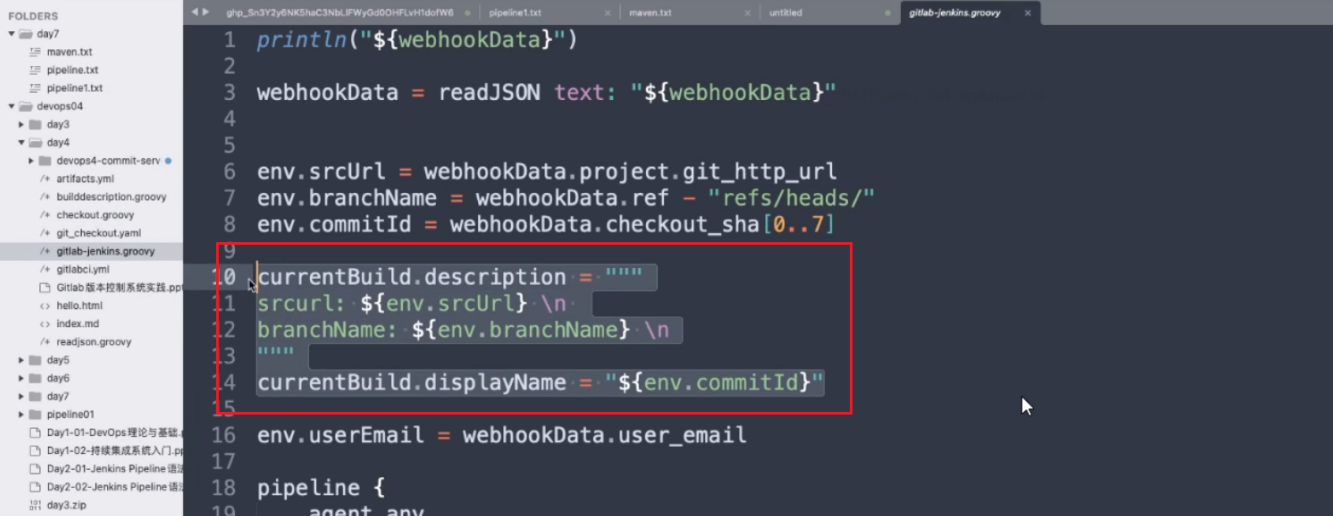 FOLDERS
day7
maven.txt
pipeline.txt
pipeline1.txt
devops04
day3
day4
devops4-commit-serv
artifacts.yml
builddescription.groovy
checkout.groovy
git_checkout.yaml
gitlab-jenkins.groovy
gitlabci.yml
Gitlab版本控制系统实践.ppt
hello.html
index.md
readjson.groovy
day5
day6
day7
pipeline01
Day1-01-DevOps理论与基础.p
Day1-02-持续集成系统入门.pp
Day2-01-Jenkins Pipeline语
Day2-02-Jenkins Pipeline语
day3.zip
pipeline1.txt
maven.txt
untitled
gitlab-jenkins.groovy
1 println("${webhookData}")
2
3 webhookData = readJSON text: "${webhookData}"
4
5
6 env.srcUrl = webhookData.project.git_http_url
7 env.branchName = webhookData.ref - "refs/heads/"
8 env.commitId = webhookData.checkout_sha[0..7]
9
10 currentBuild.description = """
11 srcurl: ${env.srcUrl} \n
12 branchName: ${env.branchName} \n
13 """
14 currentBuild.displayName = "${env.commitId}"
15
16 env.userEmail = webhookData.user_email
17
18 pipeline {
19 agent any